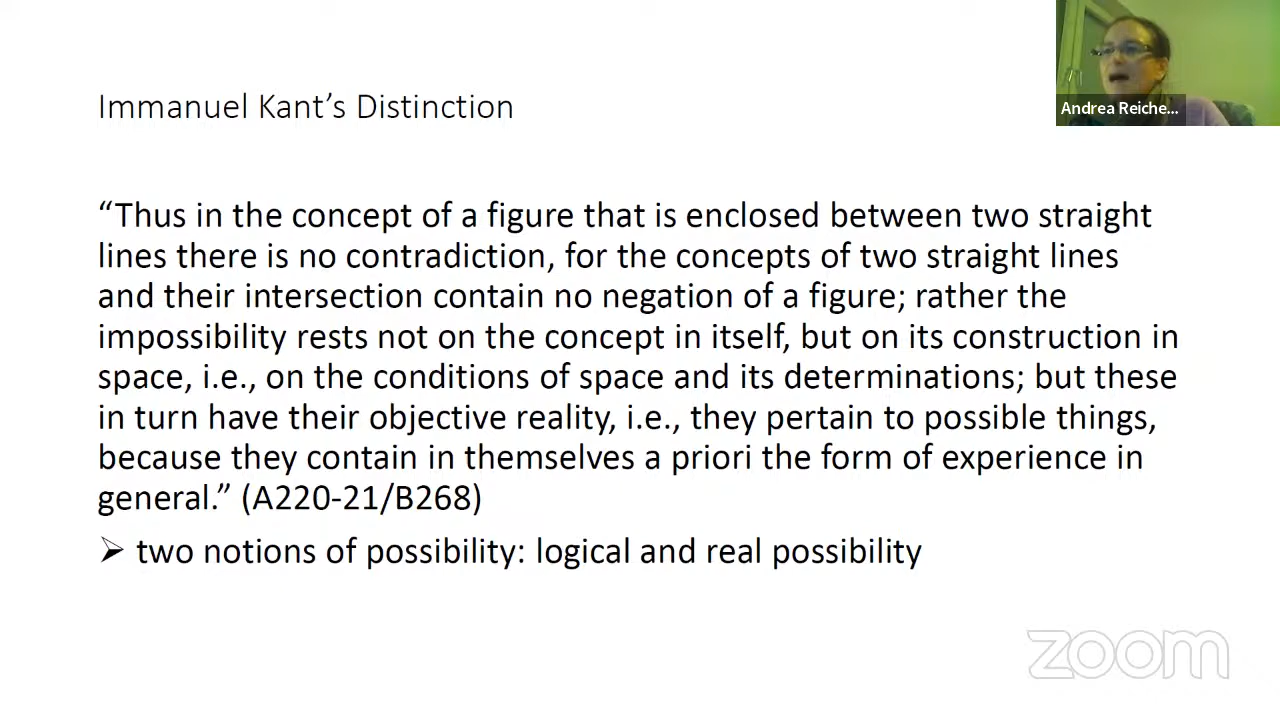 Andrea Reiche...
Immanuel Kant’s Distinction
“Thus in the concept of a figure that is enclosed between two straight
lines there is no contradiction, for the concepts of two straight lines
and their intersection contain no negation of a figure; rather the
impossibility rests not on the concept in itself, but on its construction in
space, i.e., on the conditions of space and its determinations; but these
in turn have their objective reality, i.e., they pertain to possible things,
because they contain in themselves a priori the form of experience in
general.” (A220-21/B268)
➢ two notions of possibility: logical and real possibility
zoom